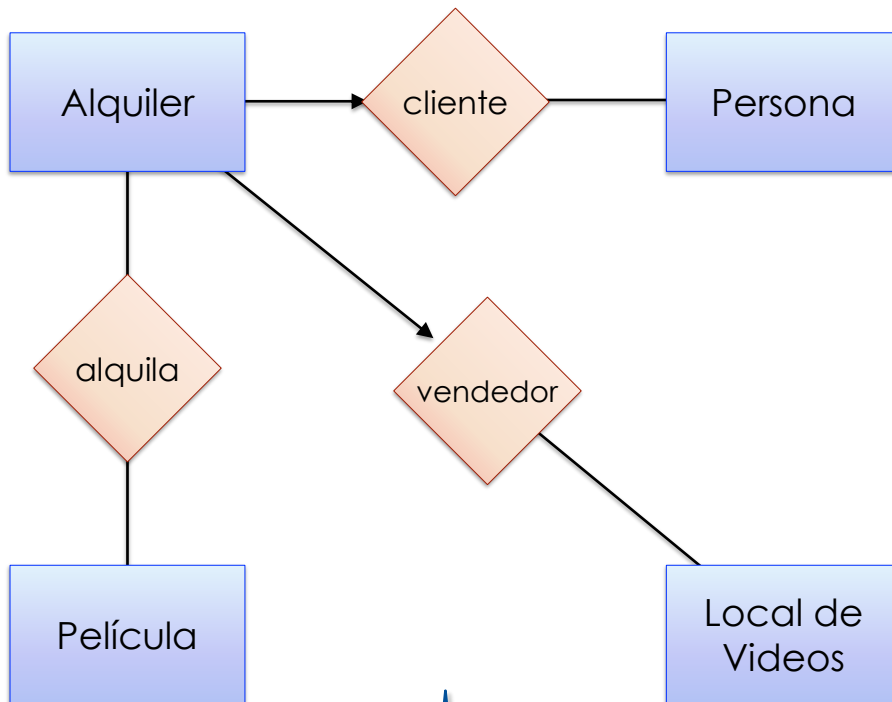 Alquiler
cliente
Persona
alquila
vendedor
Película
Local de
Videos